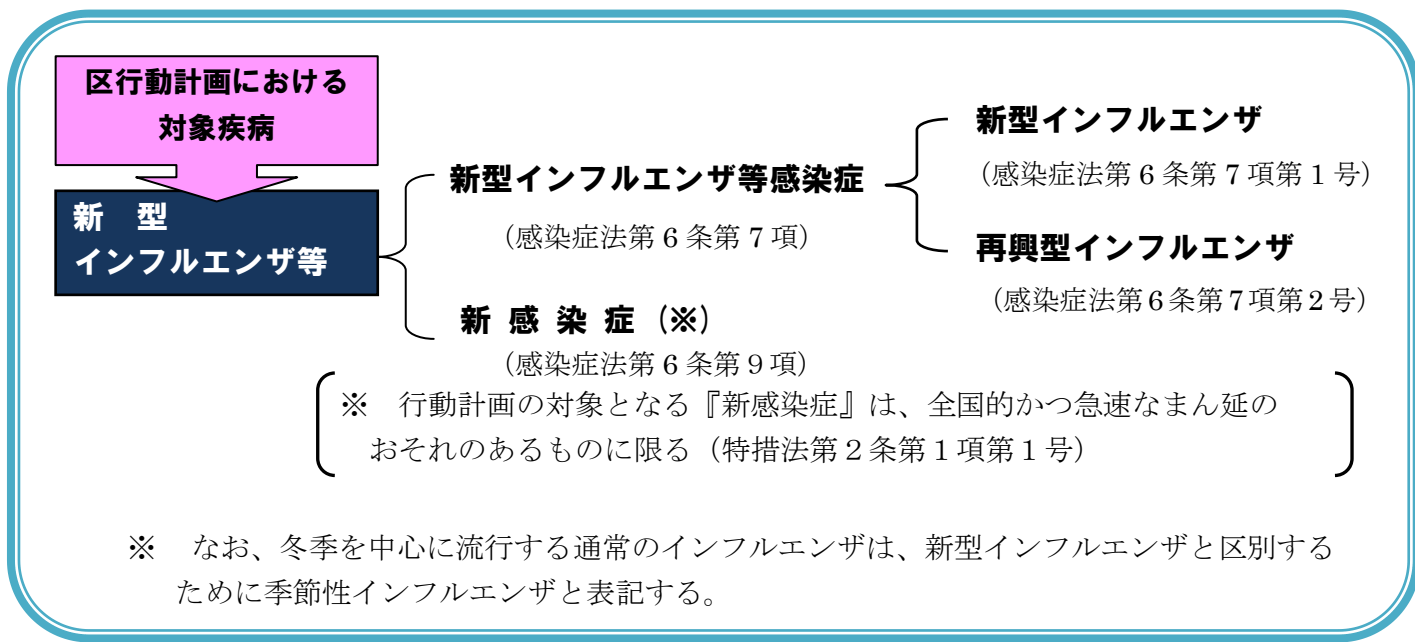 区行動計画における
対象疾病
新　型
インフルエンザ等
新型インフルエンザ等感染症
（感染症法第６条第７項）
新 感 染 症（※）
（感染症法第６条第９項）
新型インフルエンザ
（感染症法第６条第７項第１号）
再興型インフルエンザ
（感染症法第６条第７項第２号）
※　行動計画の対象となる『新感染症』は、全国的かつ急速なまん延の
おそれのあるものに限る（特措法第２条第１項第１号）
※　なお、冬季を中心に流行する通常のインフルエンザは、新型インフルエンザと区別する
ために季節性インフルエンザと表記する。